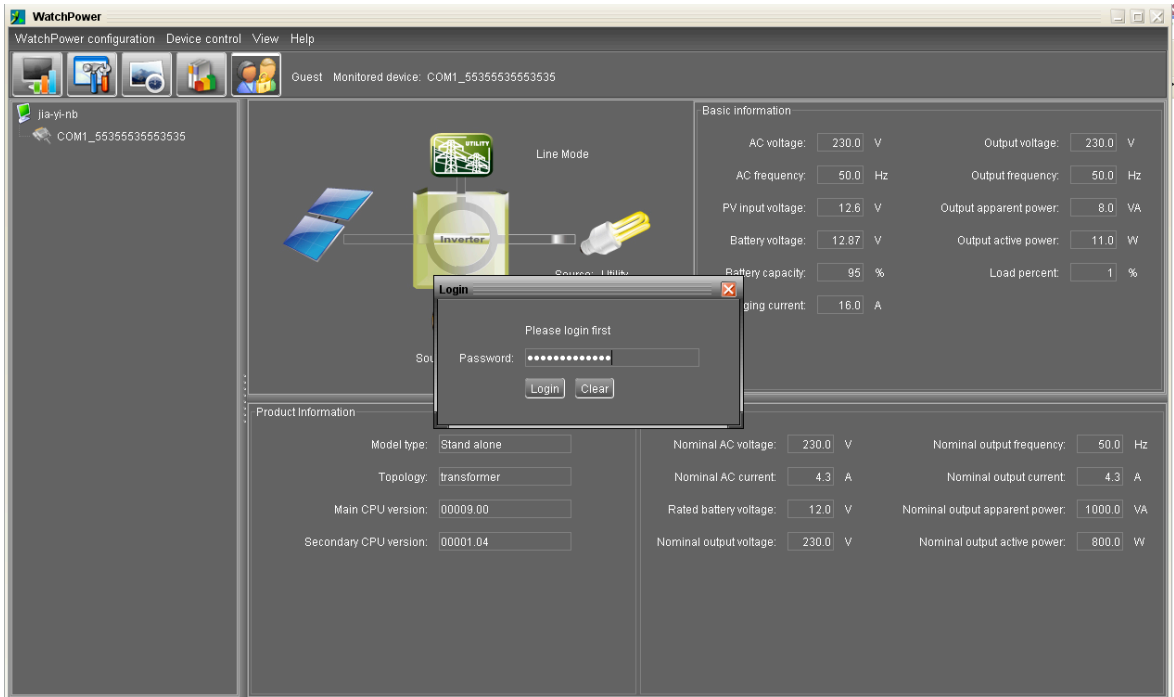 WatchPower
WatchPower configuration Device control View Help
Guest Monitored device: COM1_55355535553535
jia-yi-nb
COM1_55355535553535
UTILITY
Line Mode
Inverter
Source: Utility
Basic information
AC voltage: 230.0 V Output voltage: 230.0 V
AC frequency: 50.0 Hz Output frequency: 50.0 Hz
PV input voltage: 12.6 V Output apparent power: 8.0 VA
Battery voltage: 12.87 V Output active power: 11.0 W
Battery capacity: 95 % Load percent: 1 %
ging current: 16.0 A
Login
Please login first
Password: •••••••••••••
Login Clear
Sou
Product Information
Model type: Stand alone Nominal AC voltage: 230.0 V Nominal output frequency: 50.0 Hz
Topology: transformer Nominal AC current: 4.3 A Nominal output current: 4.3 A
Main CPU version: 00009.00 Rated battery voltage: 12.0 V Nominal output apparent power: 1000.0 VA
Secondary CPU version: 00001.04 Nominal output voltage: 230.0 V Nominal output active power: 800.0 W